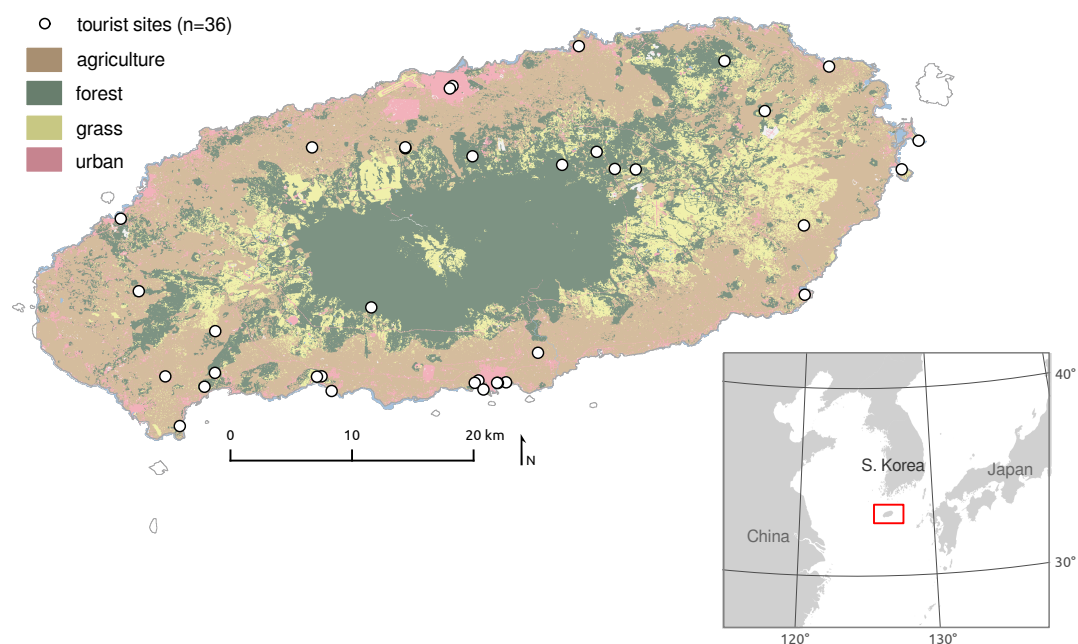 tourist sites (n=36)
agriculture
forest
grass
urban
0 10 20 km
N
40°
S. Korea
Japan
China
30°
120° 130°